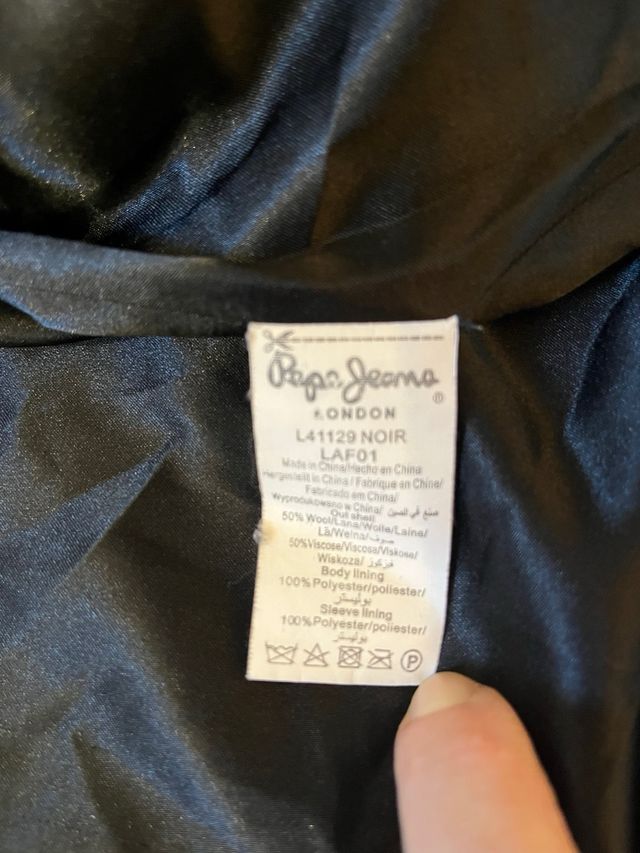 Pepe Jeans®
LONDON
L41129 NOIR
LAF01
Made in China/Hecho en China
Hergestellt in China / Fabrique en Chine/
Fabricado em China/
Wyprodukowano w China/ صنع في الصين
Out shell
50% Wool/Lana/Wolle/Laine/
Lã/Wełna/صوف
50%Viscose/Viscosa/Viskose/
Wiskoza/ فيزكوز
Body lining
100% Polyester/poliester/
بوليستر
Sleeve lining
100%Polyester/poliester/
بوليستر
P